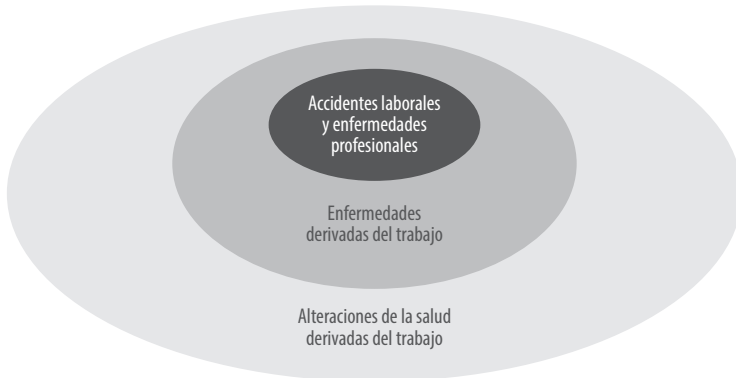 Accidentes laborales
y enfermedades
profesionales
Enfermedades
derivadas del trabajo
Alteraciones de la salud
derivadas del trabajo